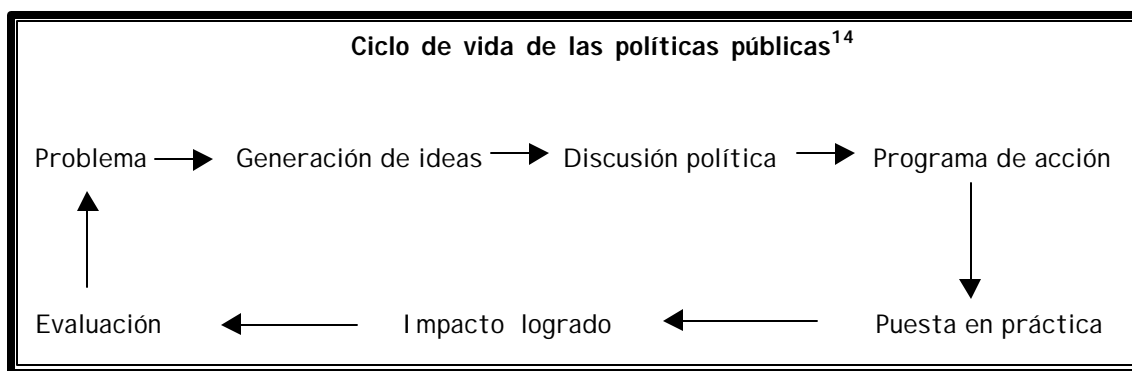 Ciclo de vida de las políticas públicas14
Problema Generación de ideas Discusión política Programa de acción
Evaluación Impacto logrado Puesta en práctica